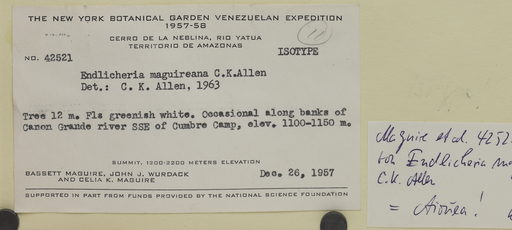 THE NEW YORK BOTANICAL GARDEN VENEZUELAN EXPEDITION
1957-58
CERRO DE LA NEBLINA, RIO YATUA
TERRITORIO DE AMAZONAS
ISOTYPE
NO. 42521
Endlicheria maguireana C.K.Allen
Det.: C. K. Allen, 1963
Tree 12 m. Fls greenish white. Occasional along banks of
Canon Grande river SSE of Cumbre Camp, elev. 1100-1150 m.
SUMMIT, 1200-2200 METERS ELEVATION
BASSETT MAGUIRE, JOHN J. WURDACK
AND CELIA K. MAGUIRE
Dec. 26, 1957
SUPPORTED IN PART FROM FUNDS PROVIDED BY THE NATIONAL SCIENCE FOUNDATION
Maguire et al. 4252
von Endlicheria
C.K. Allen
= Aiouea!